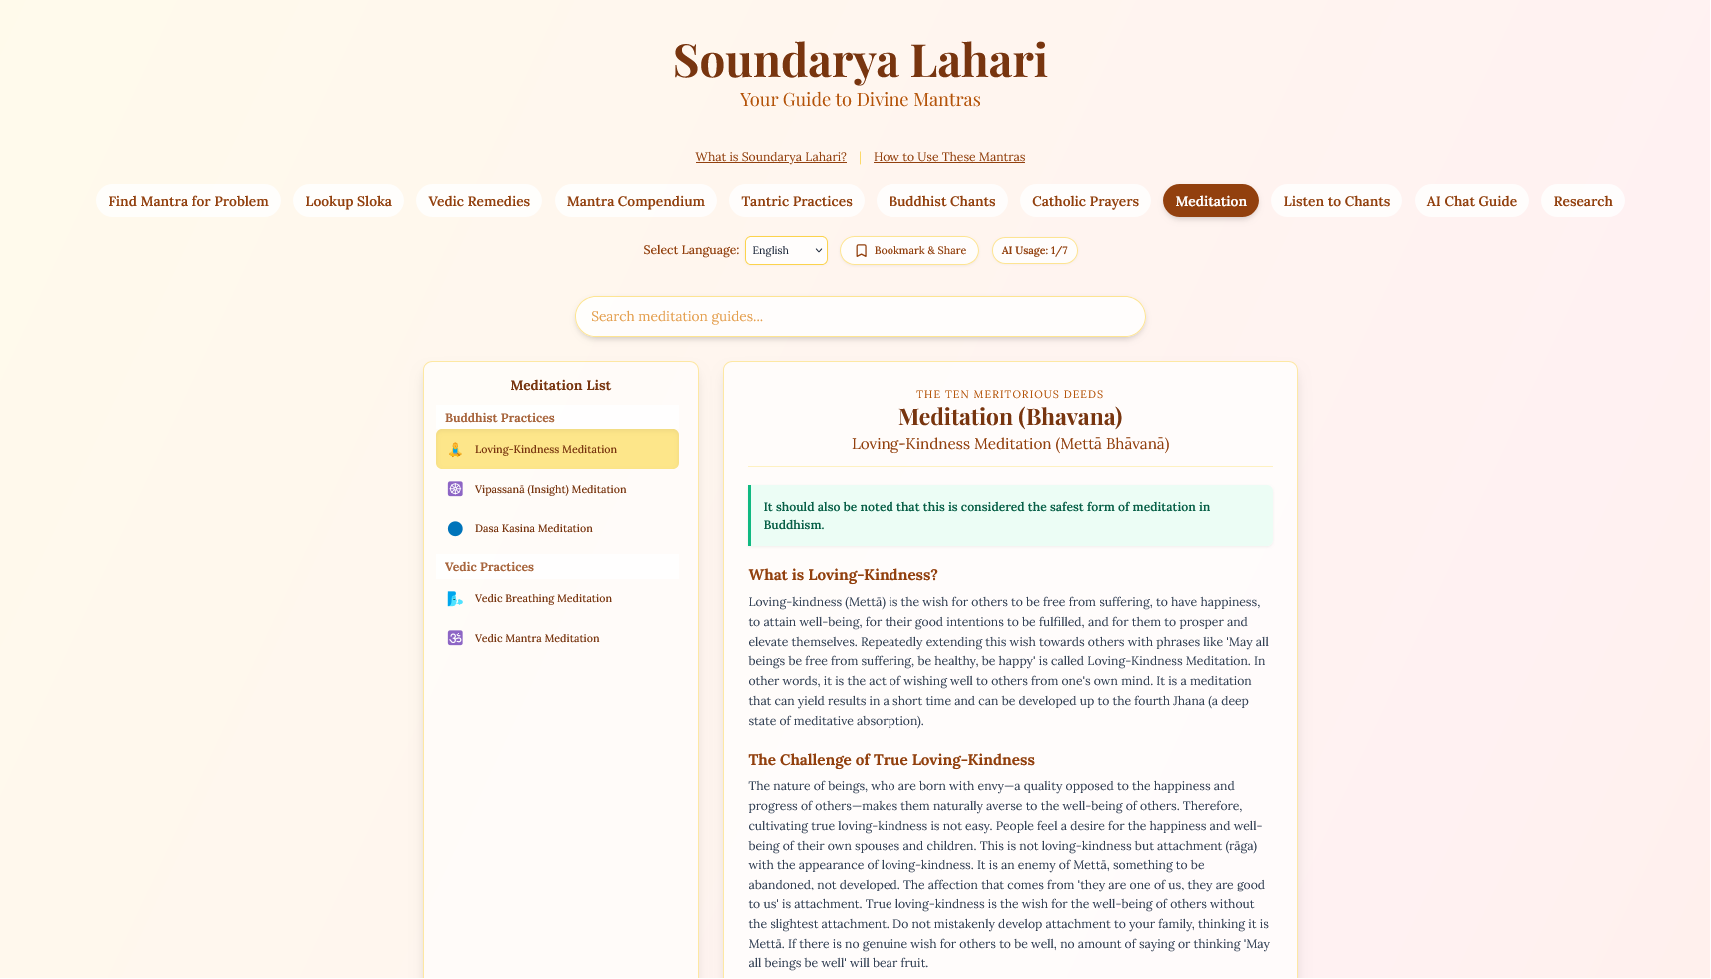 Soundarya Lahari
Your Guide to Divine Mantras
What is Soundarya Lahari? | How to Use These Mantras
Find Mantra for Problem Lookup Sloka Vedic Remedies Mantra Compendium Tantric Practices Buddhist Chants Catholic Prayers Meditation Listen to Chants AI Chat Guide Research
Select Language: English Bookmark & Share AI Usage: 1/7
Search meditation guides...
Meditation List
Buddhist Practices
Loving-Kindness Meditation
Vipassanā (Insight) Meditation
Dasa Kasina Meditation
Vedic Practices
Vedic Breathing Meditation
Vedic Mantra Meditation
THE TEN MERITORIOUS DEEDS
Meditation (Bhavana)
Loving-Kindness Meditation (Mettā Bhāvanā)
It should also be noted that this is considered the safest form of meditation in
Buddhism.
What is Loving-Kindness?
Loving-kindness (Mettā) is the wish for others to be free from suffering, to have happiness,
to attain well-being, for their good intentions to be fulfilled, and for them to prosper and
elevate themselves. Repeatedly extending this wish towards others with phrases like 'May all
beings be free from suffering, be healthy, be happy' is called Loving-Kindness Meditation. In
other words, it is the act of wishing well to others from one's own mind. It is a meditation
that can yield results in a short time and can be developed up to the fourth Jhana (a deep
state of meditative absorption).
The Challenge of True Loving-Kindness
The nature of beings, who are born with envy—a quality opposed to the happiness and
progress of others—makes them naturally averse to the well-being of others. Therefore,
cultivating true loving-kindness is not easy. People feel a desire for the happiness and well-
being of their own spouses and children. This is not loving-kindness but attachment (rāga)
with the appearance of loving-kindness. It is an enemy of Mettā, something to be
abandoned, not developed. The affection that comes from 'they are one of us, they are good
to us' is attachment. True loving-kindness is the wish for the well-being of others without
the slightest attachment. Do not mistakenly develop attachment to your family, thinking it is
Mettā. If there is no genuine wish for others to be well, no amount of saying or thinking 'May
all beings be well' will bear fruit.